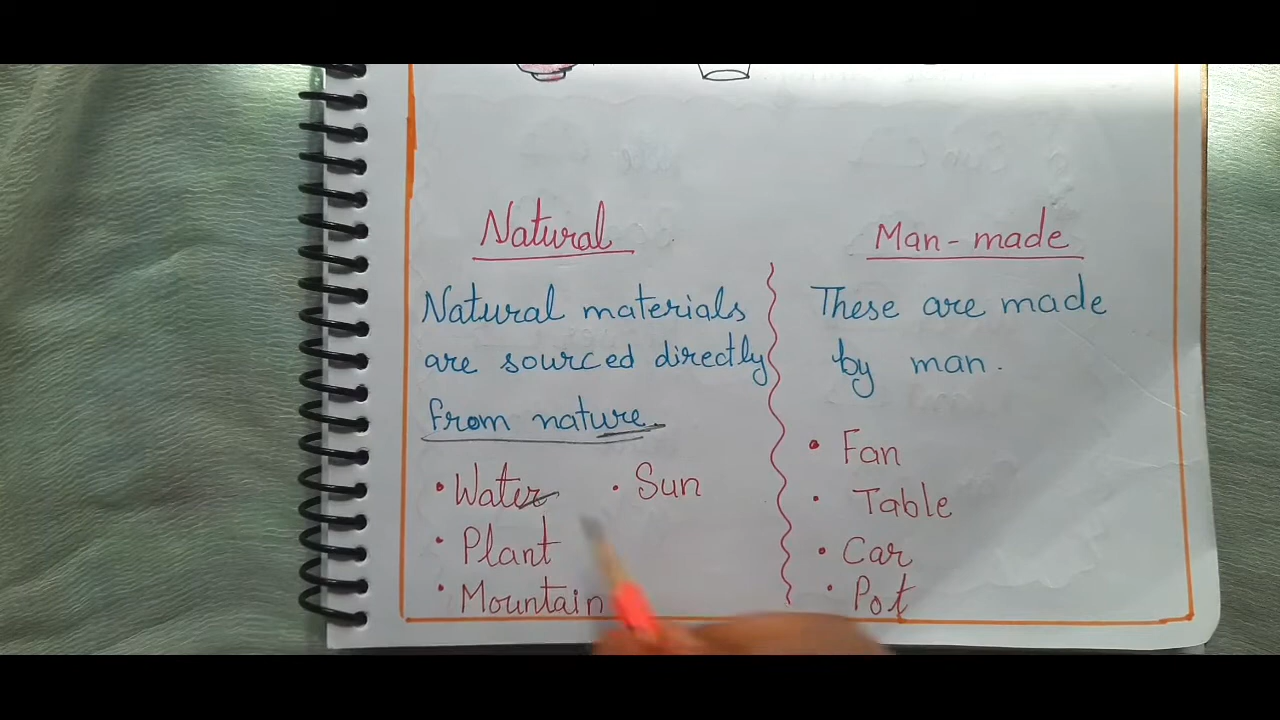 Natural
Natural materials
are sourced directly
from nature.
• Water • Sun
• Plant
• Mountain
Man-made
These are made
by man.
• Fan
• Table
• Car
• Pot